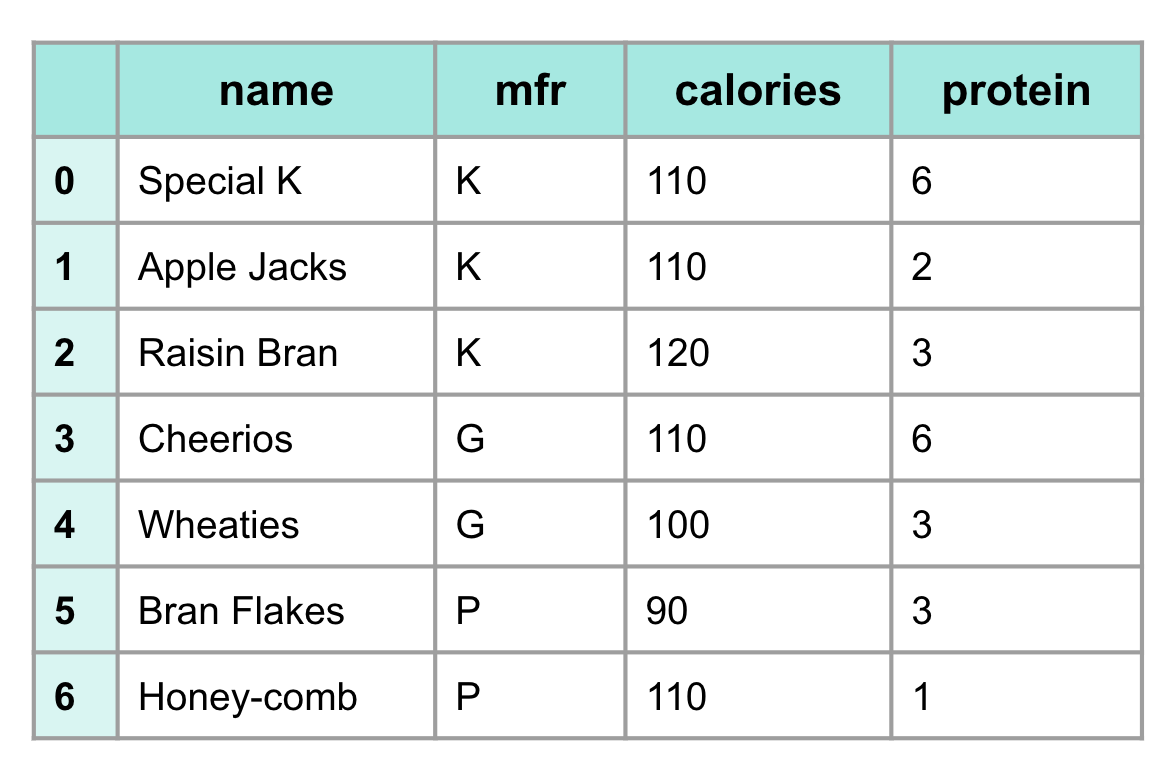 name mfr calories protein
0 Special K K 110 6
1 Apple Jacks K 110 2
2 Raisin Bran K 120 3
3 Cheerios G 110 6
4 Wheaties G 100 3
5 Bran Flakes P 90 3
6 Honey-comb P 110 1